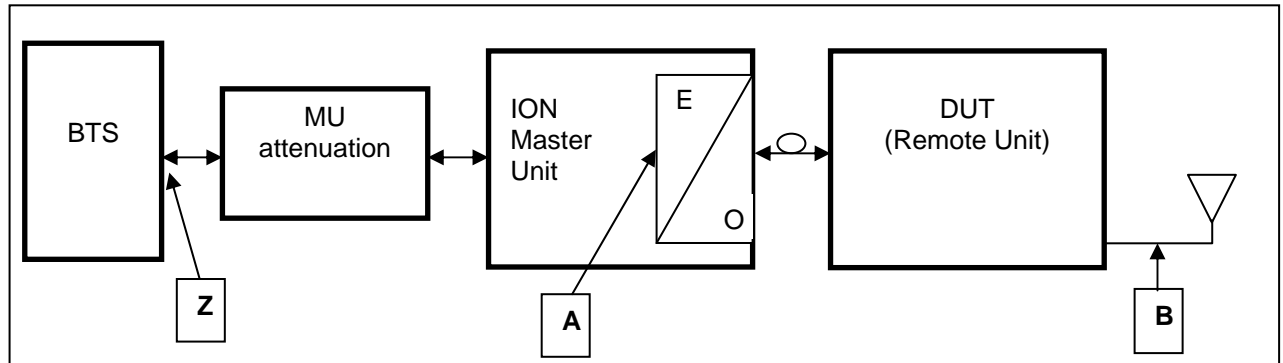 BTS
MU
attenuation
ION
Master
Unit
E
O
DUT
(Remote Unit)
Z
A
B